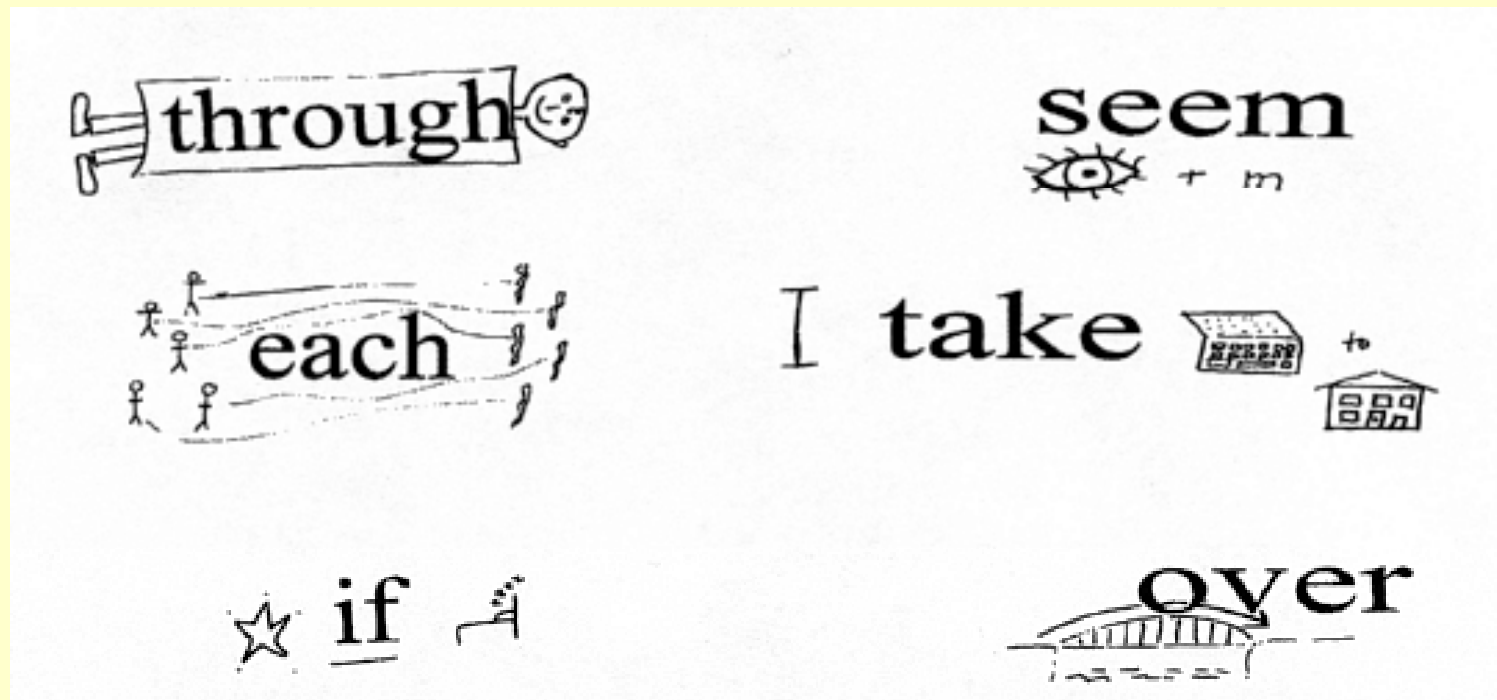 through
seem
+ m
each
I take
to
if
over